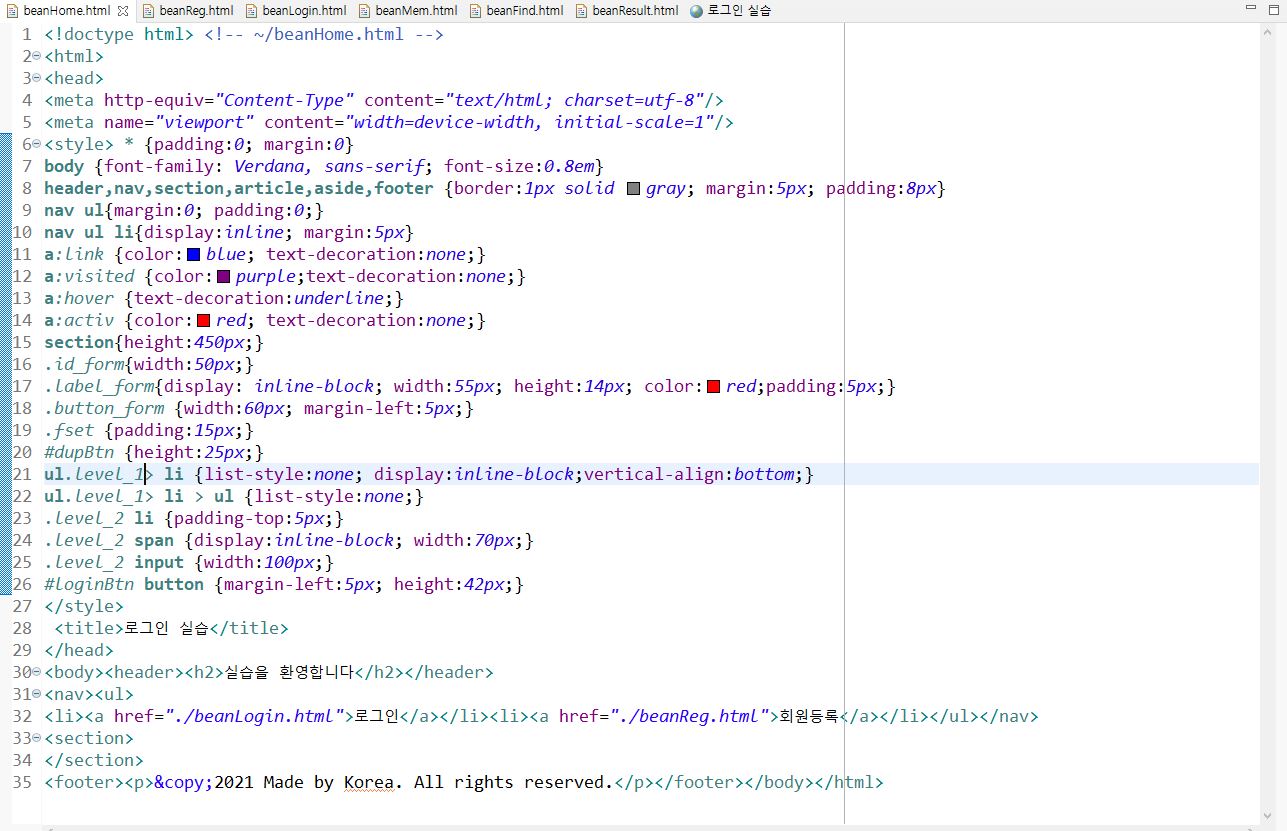 beanHome.html beanReg.html beanLogin.html beanMem.html beanFind.html beanResult.html 로그인 실습
1 <!doctype html> <!-- ~/beanHome.html -->
2 <html>
3 <head>
4 <meta http-equiv="Content-Type" content="text/html; charset=utf-8"/>
5 <meta name="viewport" content="width=device-width, initial-scale=1"/>
6 <style> * {padding:0; margin:0}
7 body {font-family: Verdana, sans-serif; font-size:0.8em}
8 header,nav,section,article,aside,footer {border:1px solid gray; margin:5px; padding:8px}
9 nav ul{margin:0; padding:0;}
10 nav ul li{display:inline; margin:5px}
11 a:link {color:blue; text-decoration:none;}
12 a:visited {color:purple;text-decoration:none;}
13 a:hover {text-decoration:underline;}
14 a:activ {color:red; text-decoration:none;}
15 section{height:450px;}
16 .id_form{width:50px;}
17 .label_form{display: inline-block; width:55px; height:14px; color:red;padding:5px;}
18 .button_form {width:60px; margin-left:5px;}
19 .fset {padding:15px;}
20 #dupBtn {height:25px;}
21 ul.level_1> li {list-style:none; display:inline-block;vertical-align:bottom;}
22 ul.level_1> li > ul {list-style:none;}
23 .level_2 li {padding-top:5px;}
24 .level_2 span {display:inline-block; width:70px;}
25 .level_2 input {width:100px;}
26 #loginBtn button {margin-left:5px; height:42px;}
27 </style>
28 <title>로그인 실습</title>
29 </head>
30 <body><header><h2>실습을 환영합니다</h2></header>
31 <nav><ul>
32 <li><a href="./beanLogin.html">로그인</a></li><li><a href="./beanReg.html">회원등록</a></li></ul></nav>
33 <section>
34 </section>
35 <footer><p>&copy;2021 Made by Korea. All rights reserved.</p></footer></body></html>